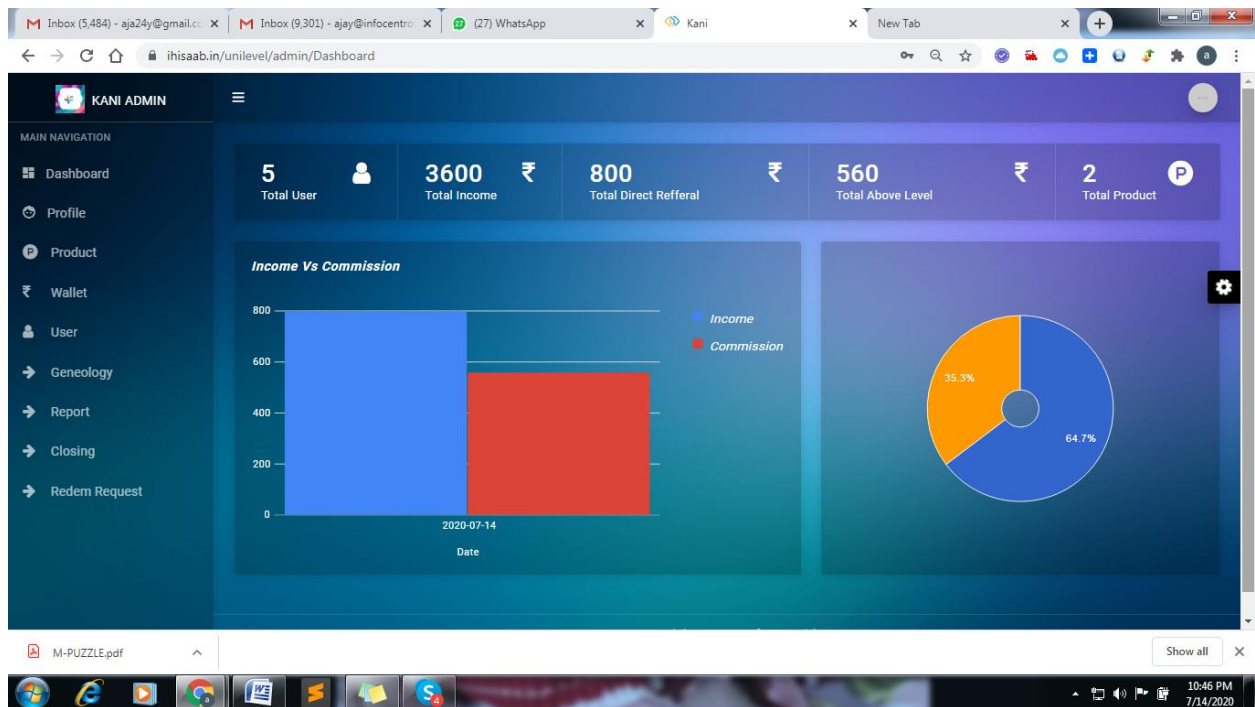 Inbox (5,484) - aja24y@gmail.cc
Inbox (9,301) - ajay@infocentro
(27) WhatsApp
Kani
New Tab
ihisaab.in/unilevel/admin/Dashboard
a
KANI ADMIN
MAIN NAVIGATION
Dashboard
Profile
P Product
₹ Wallet
User
Geneology
Report
Closing
Redem Request
5
Total User
3600 ₹
Total Income
800 ₹
Total Direct Refferal
560 ₹
Total Above Level
2 P
Total Product
Income Vs Commission
800
600
400
200
0
2020-07-14
Date
Income
Commission
35.3%
64.7%
M-PUZZLE.pdf
Show all
10:46 PM
7/14/2020